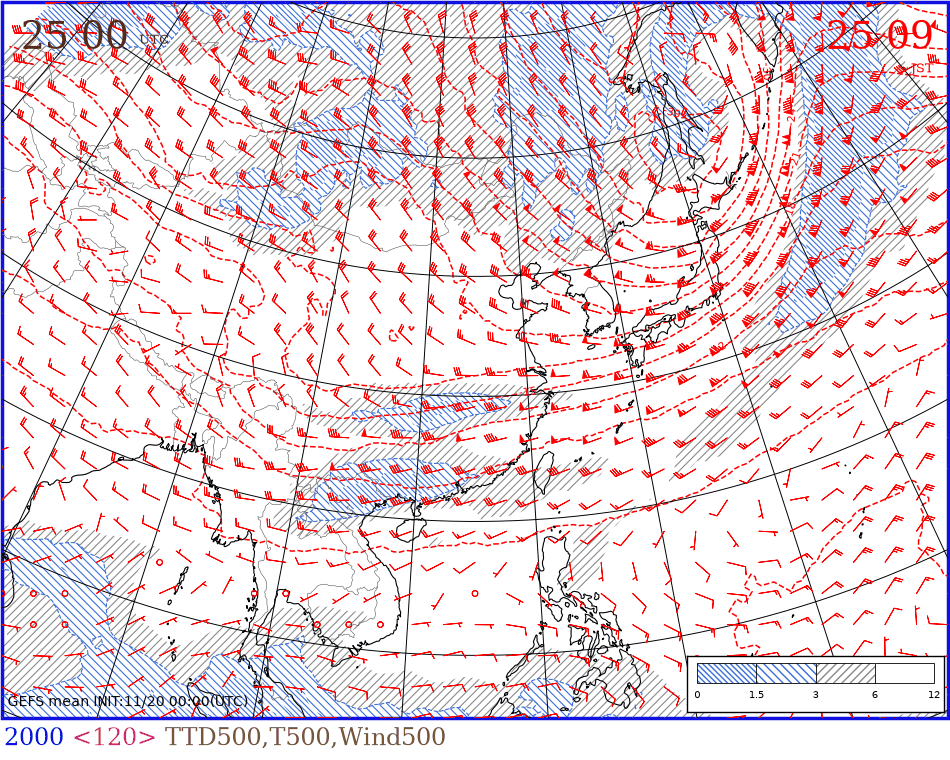 25-00 UTC
25-09
JST
0 1.5 3 6 12
GEFS mean INIT:11/20 00:00(UTC)
2000 <120> TTD500,T500,Wind500